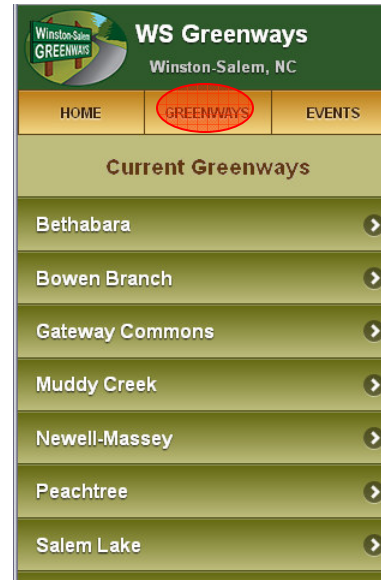 Winston-Salem
GREENWAYS
WS Greenways
Winston-Salem, NC
HOME GREENWAYS EVENTS
Current Greenways
Bethabara
Bowen Branch
Gateway Commons
Muddy Creek
Newell-Massey
Peachtree
Salem Lake